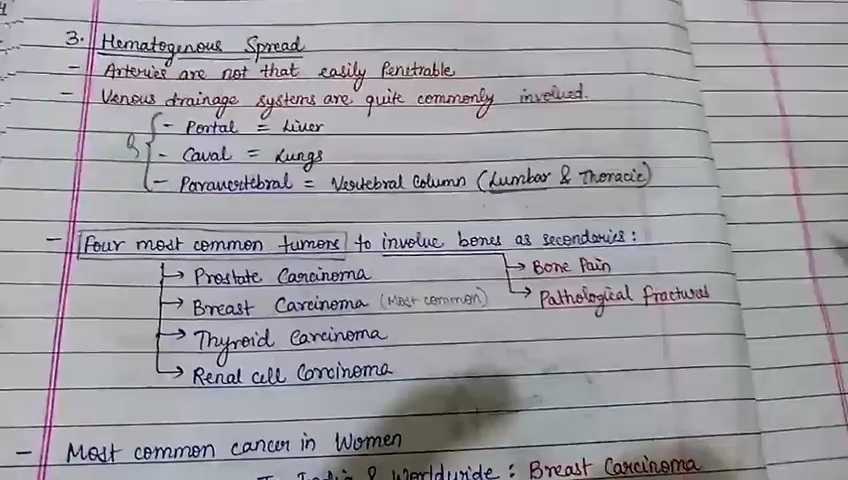 3. Hematogenous Spread
- Arteries are not that easily Penetrable
- Venous drainage systems are quite commonly involved.
- Portal = Liver
- Caval = Lungs
- Paravertebral = Vertebral Column (Lumbar & Thoracic)
- Four most common tumors to involve bones as secondaries:
→ Prostate Carcinoma → Bone Pain
→ Breast Carcinoma (Most common) → Pathological fractures
→ Thyroid Carcinoma
→ Renal cell Carcinoma
- Most common cancer in Women
In India & Worldwide : Breast Carcinoma